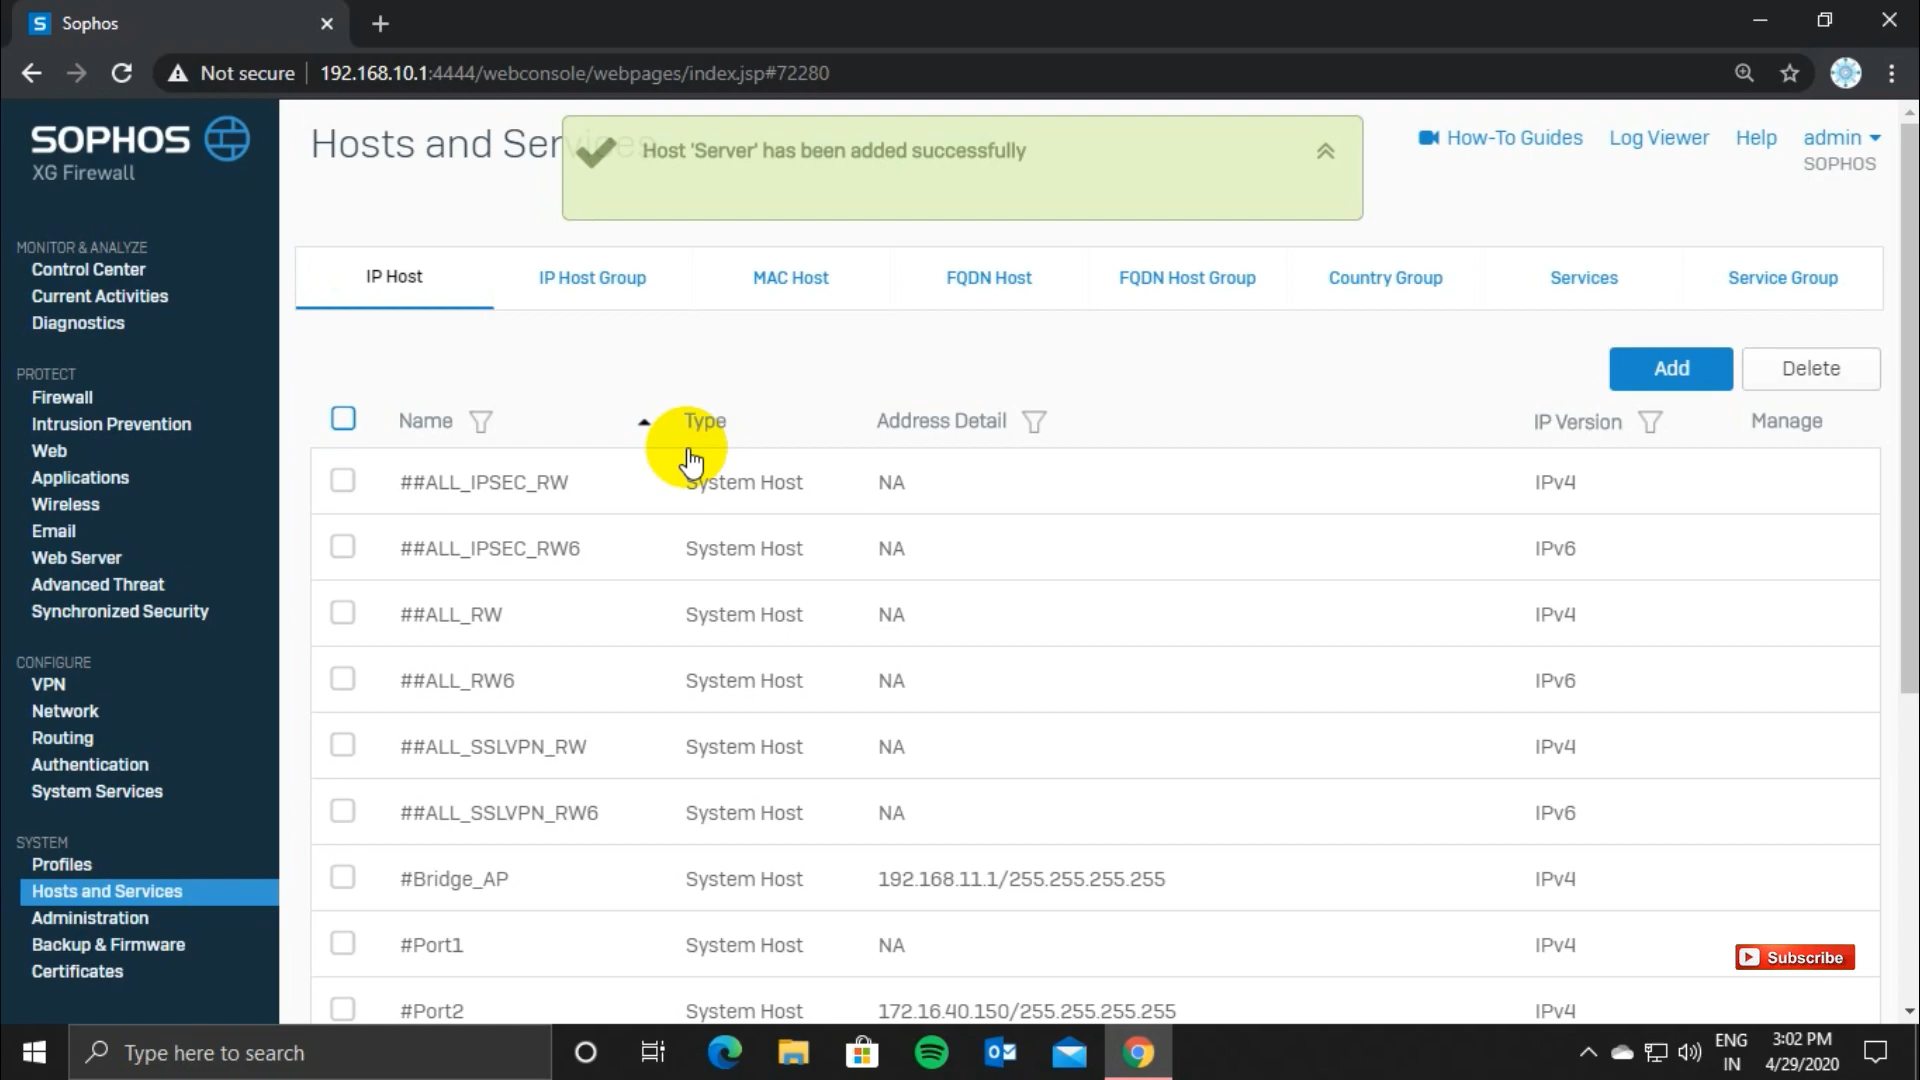 Sophos
Not secure 192.168.10.1:4444/webconsole/webpages/index.jsp#72280
SOPHOS
XG Firewall
MONITOR & ANALYZE
Control Center
Current Activities
Diagnostics
PROTECT
Firewall
Intrusion Prevention
Web
Applications
Wireless
Email
Web Server
Advanced Threat
Synchronized Security
CONFIGURE
VPN
Network
Routing
Authentication
System Services
SYSTEM
Profiles
Hosts and Services
Administration
Backup & Firmware
Certificates
Hosts and Services
Host 'Server' has been added successfully
How-To Guides Log Viewer Help admin
SOPHOS
IP Host IP Host Group MAC Host FQDN Host FQDN Host Group Country Group Services Service Group
Add Delete
Name Type Address Detail IP Version Manage
##ALL_IPSEC_RW System Host NA IPv4
##ALL_IPSEC_RW6 System Host NA IPv6
##ALL_RW System Host NA IPv4
##ALL_RW6 System Host NA IPv6
##ALL_SSLVPN_RW System Host NA IPv4
##ALL_SSLVPN_RW6 System Host NA IPv6
#Bridge_AP System Host 192.168.11.1/255.255.255.255 IPv4
#Port1 System Host NA IPv4
Subscribe
#Port2 System Host 172.16.40.150/255.255.255.255 IPv4
Type here to search
ENG
IN
3:02 PM
4/29/2020